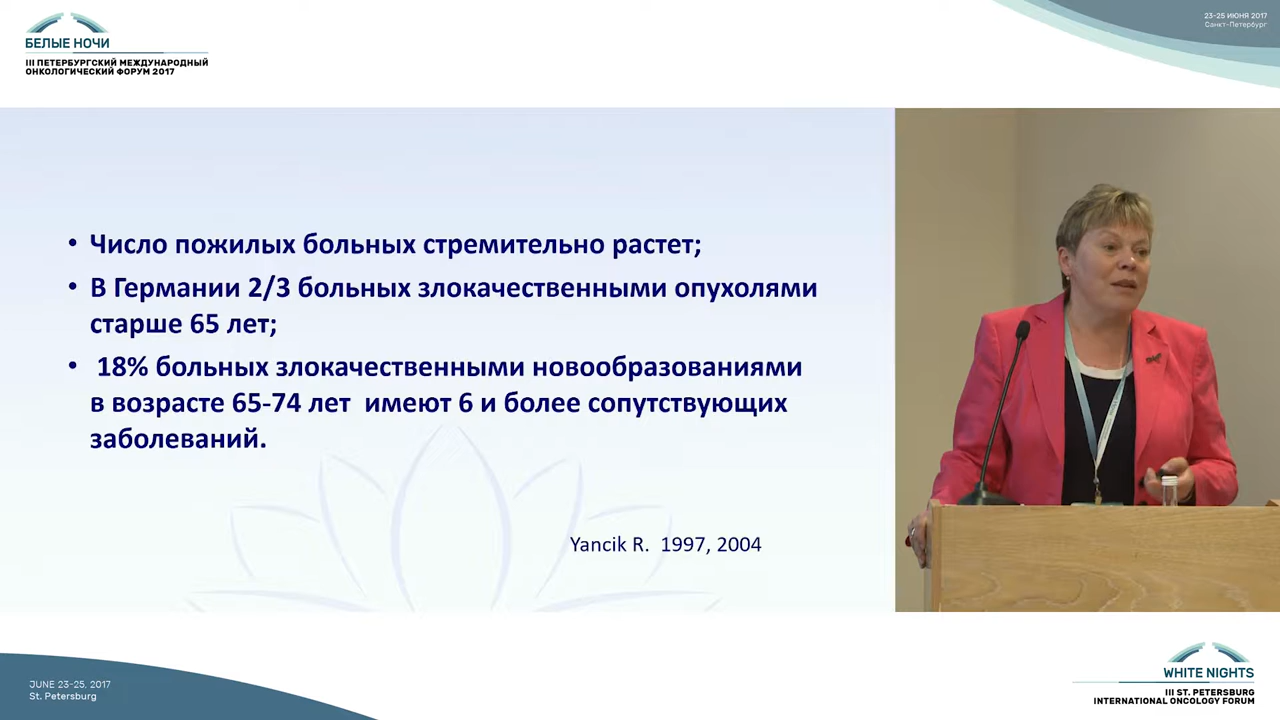 БЕЛЫЕ НОЧИ
III ПЕТЕРБУРГСКИЙ МЕЖДУНАРОДНЫЙ
ОНКОЛОГИЧЕСКИЙ ФОРУМ 2017
23-25 ИЮНЯ 2017
Санкт-Петербург
• Число пожилых больных стремительно растет;
• В Германии 2/3 больных злокачественными опухолями
старше 65 лет;
• 18% больных злокачественными новообразованиями
в возрасте 65-74 лет имеют 6 и более сопутствующих
заболеваний.
Yancik R. 1997, 2004
JUNE 23-25, 2017
St. Petersburg
WHITE NIGHTS
III ST. PETERSBURG
INTERNATIONAL ONCOLOGY FORUM